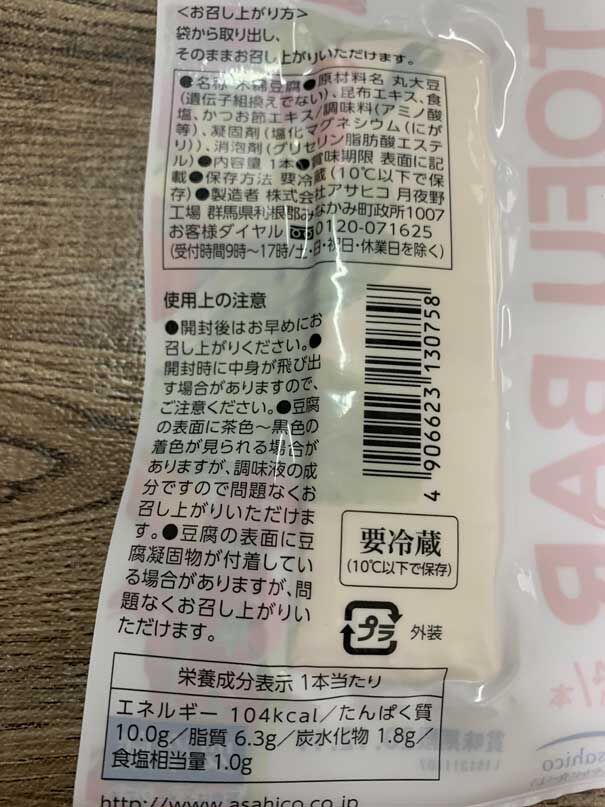 <お召し上がり方>
袋から取り出し、
そのままお召し上がりいただけます。
●名称 木綿豆腐●原材料名 丸大豆
(遺伝子組換えでない)、昆布エキス、食
塩、かつお節エキス/調味料(アミノ酸
等)、凝固剤(塩化マグネシウム(にが
り))、消泡剤(グリセリン脂肪酸エステ
ル)●内容量 1本●賞味期限 表面に記
載●保存方法 要冷蔵(10℃以下で保
存)●製造者 株式会社アサヒコ 月夜野
工場 群馬県利根郡みなかみ町政所1007
お客様ダイヤル 0120-071625
(受付時間9時〜17時/土・日・祝日・休業日を除く)
使用上の注意
●開封後はお早めにお
召し上がりください。●
開封時に中身が飛び出
す場合がありますので、
ご注意ください。●豆腐
の表面に茶色〜黒色の
着色が見られる場合が
ありますが、調味液の成
分ですので問題なくお
召し上がりいただけま
す。●豆腐の表面に豆
腐凝固物が付着してい
る場合がありますが、問
題なくお召し上がりい
ただけます。
4 906623 130758
要冷蔵
(10℃以下で保存)
プラ 外装
栄養成分表示 1本当たり
エネルギー 104kcal/たんぱく質
10.0g/脂質 6.3g/炭水化物 1.8g/
食塩相当量 1.0g
http://www.asahico.co.jp
TOFU BAR
asahico